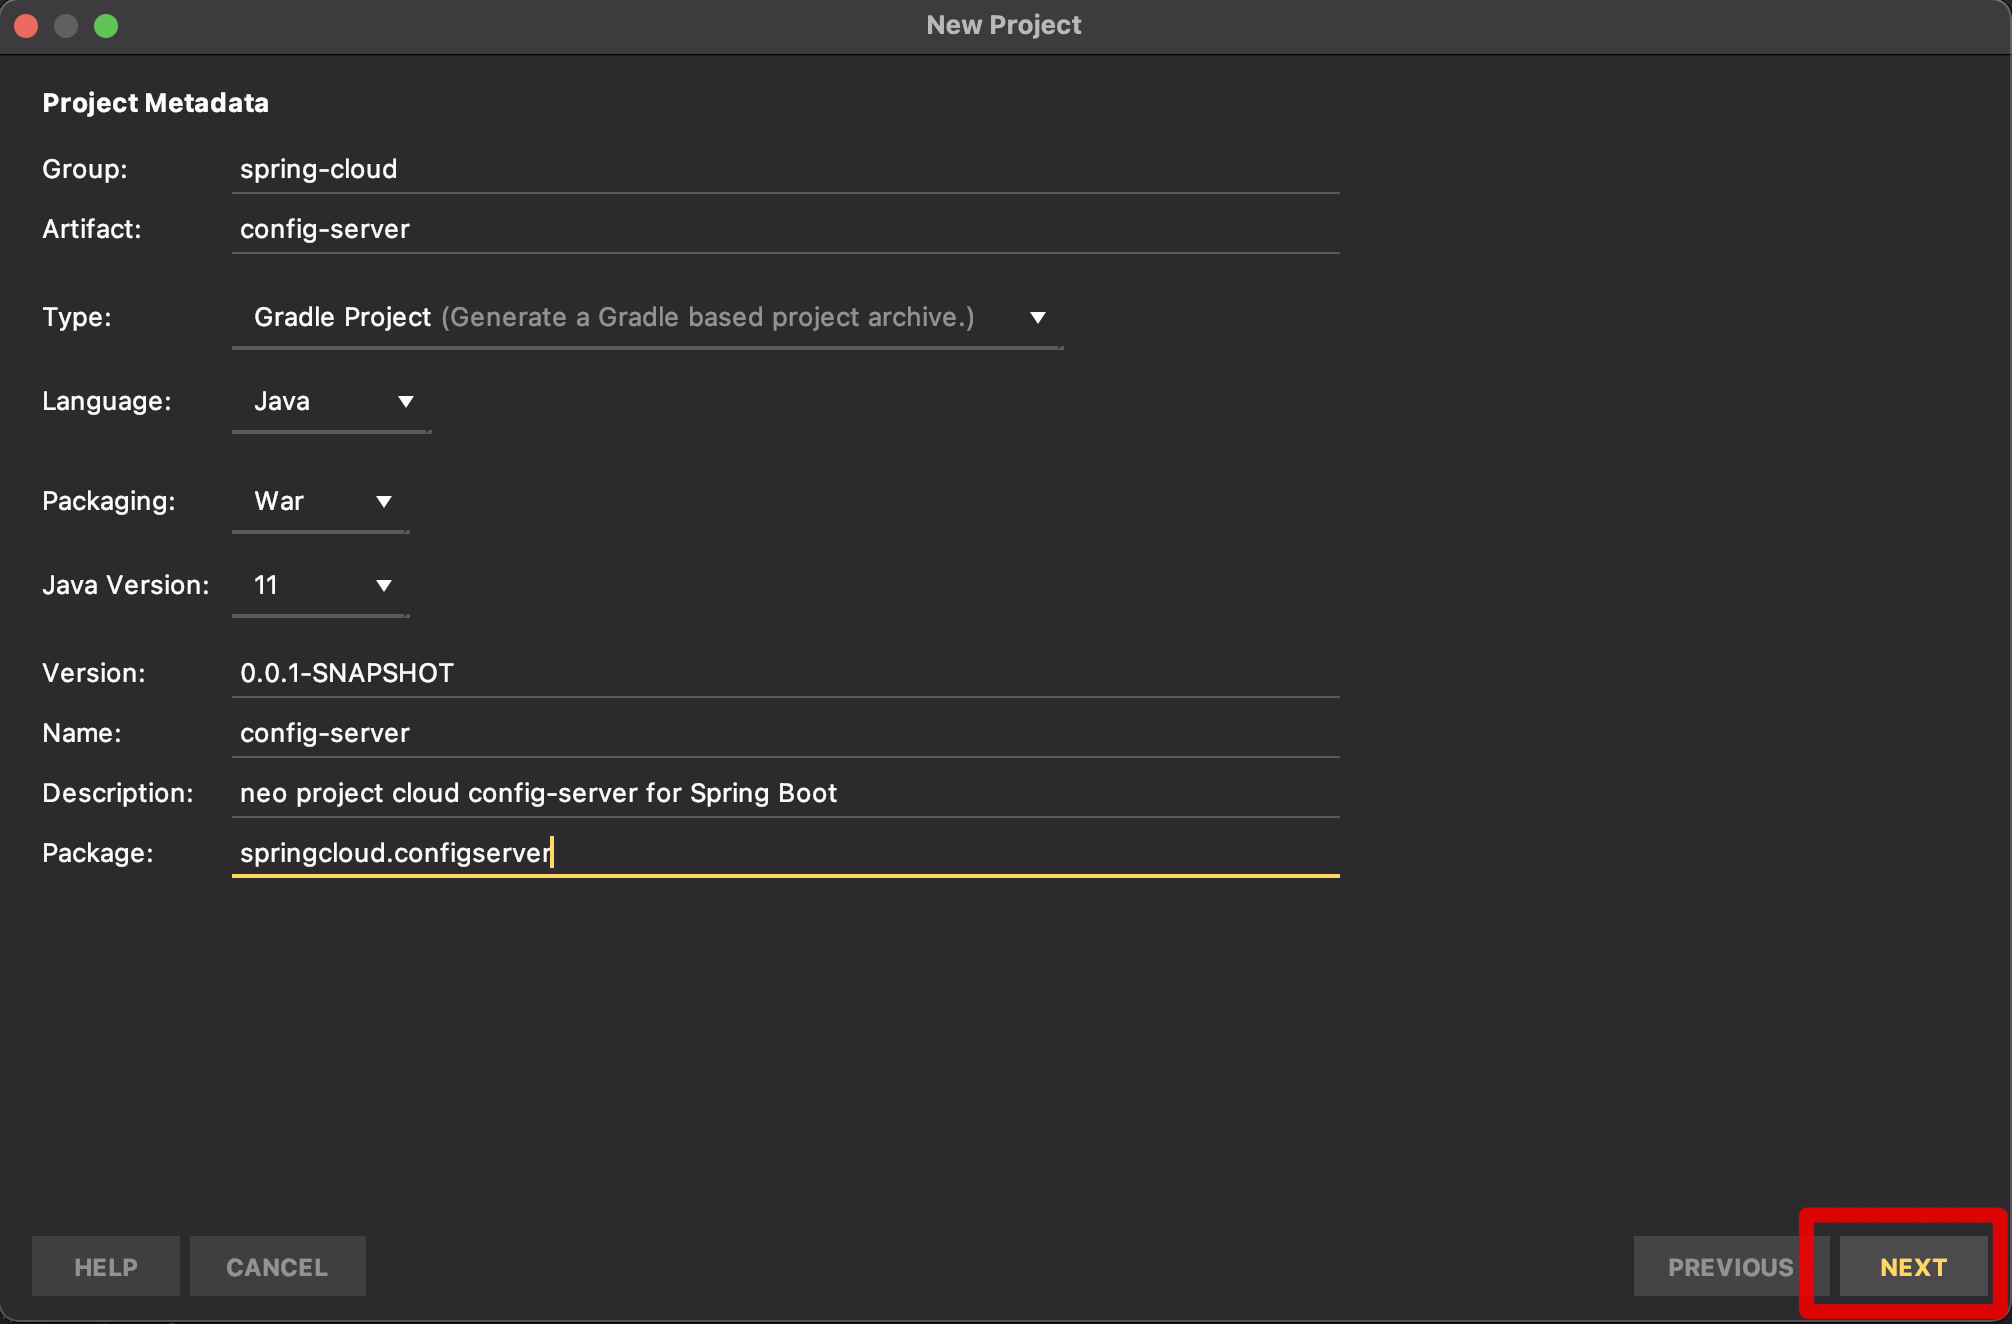 New Project
Project Metadata
Group: spring-cloud
Artifact: config-server
Type: Gradle Project (Generate a Gradle based project archive.)
Language: Java
Packaging: War
Java Version: 11
Version: 0.0.1-SNAPSHOT
Name: config-server
Description: neo project cloud config-server for Spring Boot
Package: springcloud.configserver
HELP CANCEL PREVIOUS NEXT